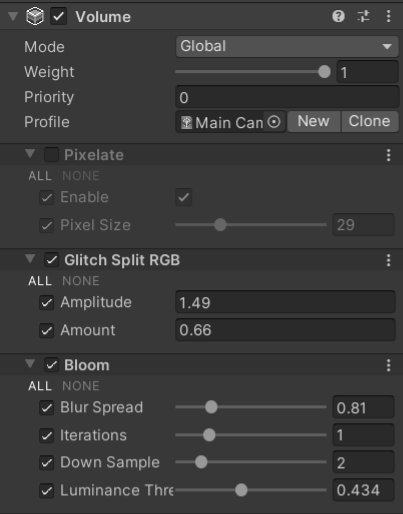 Volume
Mode Global
Weight 1
Priority 0
Profile Main Can New Clone
Pixelate
ALL NONE
Enable
Pixel Size 29
Glitch Split RGB
ALL NONE
Amplitude 1.49
Amount 0.66
Bloom
ALL NONE
Blur Spread 0.81
Iterations 1
Down Sample 2
Luminance Thre 0.434